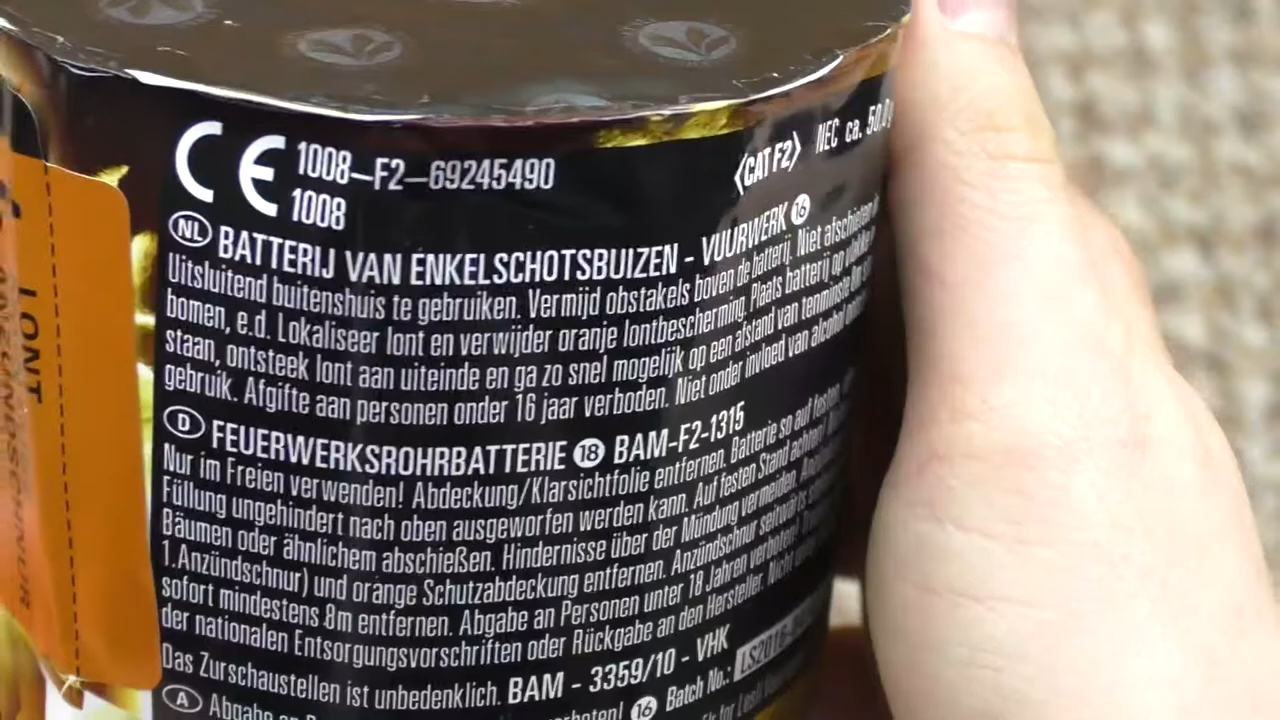 CE 1008-F2-69245490
1008
<CAT F2> NEC ca. 50,0
NL BATTERIJ VAN ENKELSCHOTSBUIZEN - VUURWERK 16
Uitsluitend buitenshuis te gebruiken. Vermijd obstakels boven de batterij. Niet afschieten
bomen, e.d. Lokaliseer lont en verwijder oranje lontbescherming. Plaats batterij op vlakke
staan, ontsteek lont aan uiteinde en ga zo snel mogelijk op een afstand van tenminste
gebruik. Afgifte aan personen onder 16 jaar verboden. Niet onder invloed van alcohol
D FEUERWERKSROHRBATTERIE 18 BAM-F2-1315
Nur im Freien verwenden! Abdeckung/Klarsichtfolie entfernen. Batterie so auf festen
Füllung ungehindert nach oben ausgeworfen werden kann. Auf festen Stand achten!
Bäumen oder ähnlichem abschießen. Hindernisse über der Mündung vermeiden.
1.Anzündschnur) und orange Schutzabdeckung entfernen. Anzündschnur seitwärts
sofort mindestens 8m entfernen. Abgabe an Personen unter 18 Jahren verboten!
der nationalen Entsorgungsvorschriften oder Rückgabe an den Hersteller. Nicht
Das Zurschaustellen ist unbedenklich. BAM - 3359/10 - VHK
A Abgabe an 16 Batch No.: LS2016
LONT
ANZÜNDSCHNUR